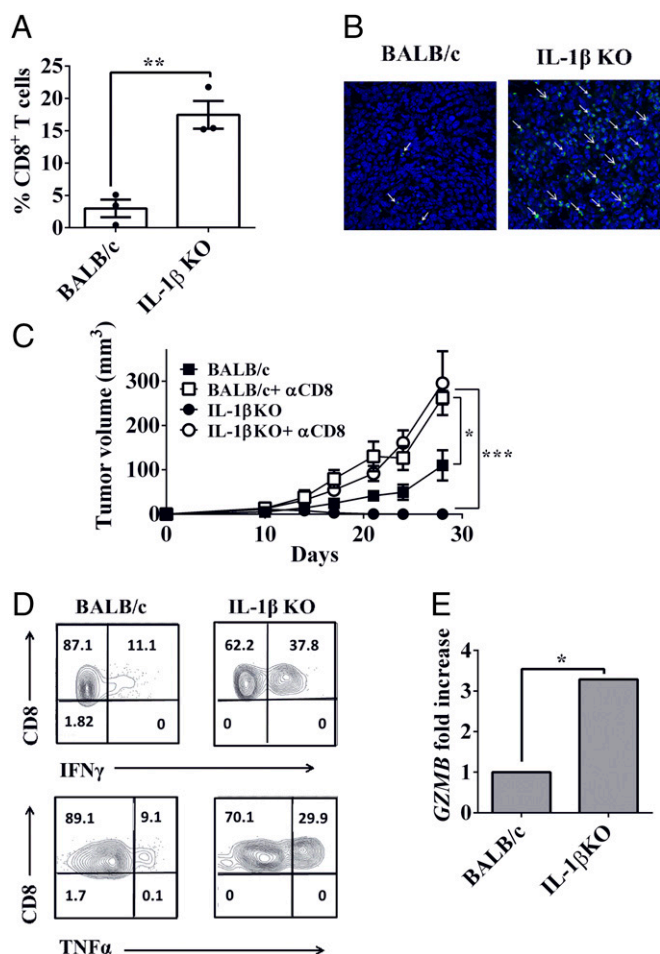 A
**
% CD8+ T cells
25
20
15
10
5
0
BALB/c
IL-1β KO
B
BALB/c
IL-1β KO
C
Tumor volume (mm³)
300
200
100
0
BALB/c
BALB/c+ αCD8
IL-1βKO
IL-1βKO+ αCD8
*
***
0
10
20
30
Days
D
BALB/c
IL-1β KO
CD8
87.1
11.1
1.82
0
62.2
37.8
0
0
IFNγ
CD8
89.1
9.1
1.7
0.1
70.1
29.9
0
0
TNFα
E
GZMB fold increase
4
3
2
1
0
*
BALB/c
IL-1βKO